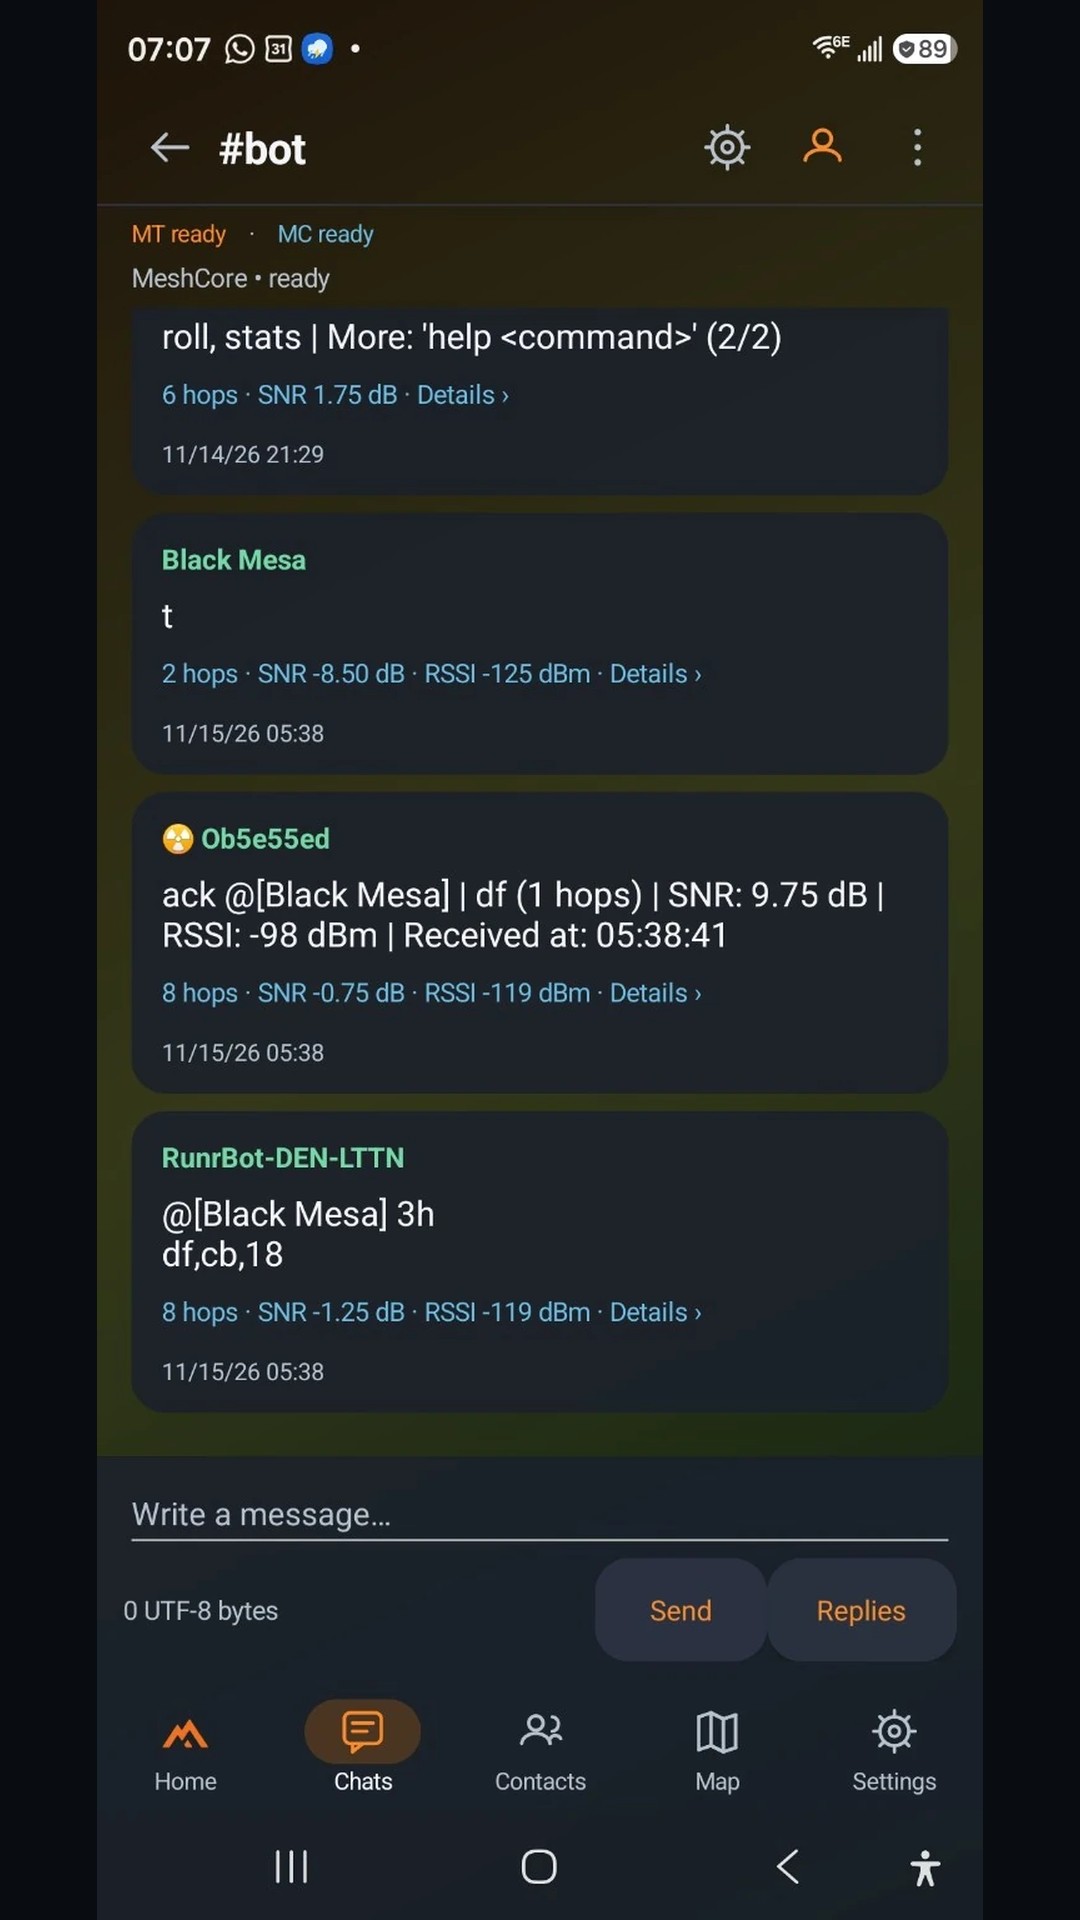 07:07 31 6E 89
#bot
MT ready · MC ready
MeshCore • ready
roll, stats | More: 'help <command>' (2/2)
6 hops · SNR 1.75 dB · Details ›
11/14/26 21:29
Black Mesa
t
2 hops · SNR -8.50 dB · RSSI -125 dBm · Details ›
11/15/26 05:38
☢️ Ob5e55ed
ack @[Black Mesa] | df (1 hops) | SNR: 9.75 dB |
RSSI: -98 dBm | Received at: 05:38:41
8 hops · SNR -0.75 dB · RSSI -119 dBm · Details ›
11/15/26 05:38
RunrBot-DEN-LTTN
@[Black Mesa] 3h
df,cb,18
8 hops · SNR -1.25 dB · RSSI -119 dBm · Details ›
11/15/26 05:38
Write a message...
0 UTF-8 bytes Send Replies
Home Chats Contacts Map Settings